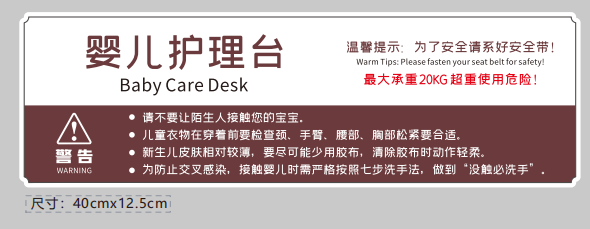 婴儿护理台
Baby Care Desk
温馨提示：为了安全请系好安全带！
Warm Tips: Please fasten your seat belt for safety!
最大承重20KG 超重使用危险！
警告
WARNING
● 请不要让陌生人接触您的宝宝。
● 儿童衣物在穿着前要检查颈、手臂、腰部、胸部松紧要合适。
● 新生儿皮肤相对较薄，要尽可能少用胶布，清除胶布时动作轻柔。
● 为防止交叉感染，接触婴儿时需严格按照七步洗手法，做到“没触必洗手”。
尺寸：40cmx12.5cm